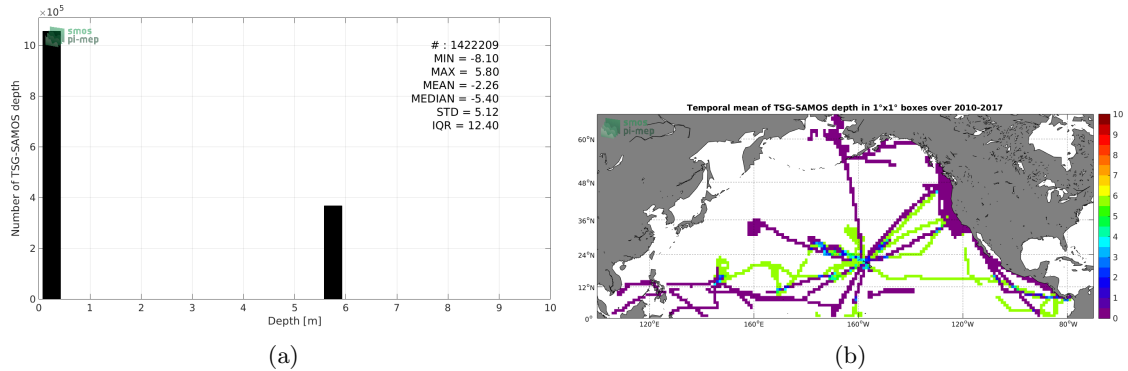 ×10⁵
smos
pi-mep
10
8
6
4
2
0
Number of TSG-SAMOS depth
# : 1422209
MIN = -8.10
MAX = 5.80
MEAN = -2.26
MEDIAN = -5.40
STD = 5.12
IQR = 12.40
0 1 2 3 4 5 6 7 8 9 10
Depth [m]
(a)
Temporal mean of TSG-SAMOS depth in 1°x1° boxes over 2010-2017
smos
pi-mep
60°N
48°N
36°N
24°N
12°N
0°
120°E 160°E 160°W 120°W 80°W
10
9
8
7
6
5
4
3
2
1
0
(b)